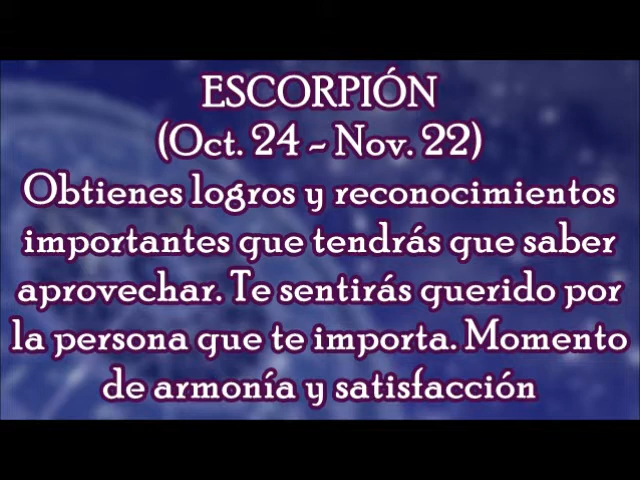 ESCORPIÓN
(Oct. 24 - Nov. 22)
Obtienes logros y reconocimientos
importantes que tendrás que saber
aprovechar. Te sentirás querido por
la persona que te importa. Momento
de armonía y satisfacción